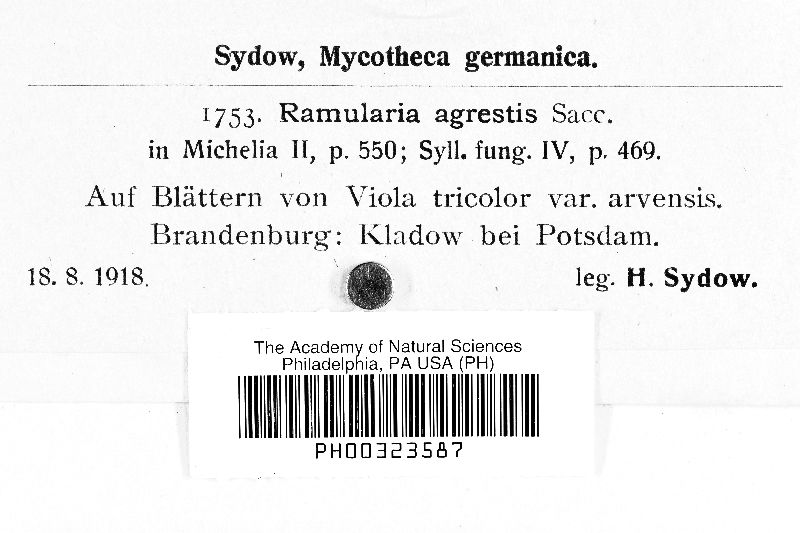 Sydow, Mycotheca germanica.
1753. Ramularia agrestis Sacc.
in Michelia II, p. 550; Syll. fung. IV, p. 469.
Auf Blättern von Viola tricolor var. arvensis.
Brandenburg: Kladow bei Potsdam.
18. 8. 1918. leg. H. Sydow.
The Academy of Natural Sciences
Philadelphia, PA USA (PH)
PH00323587